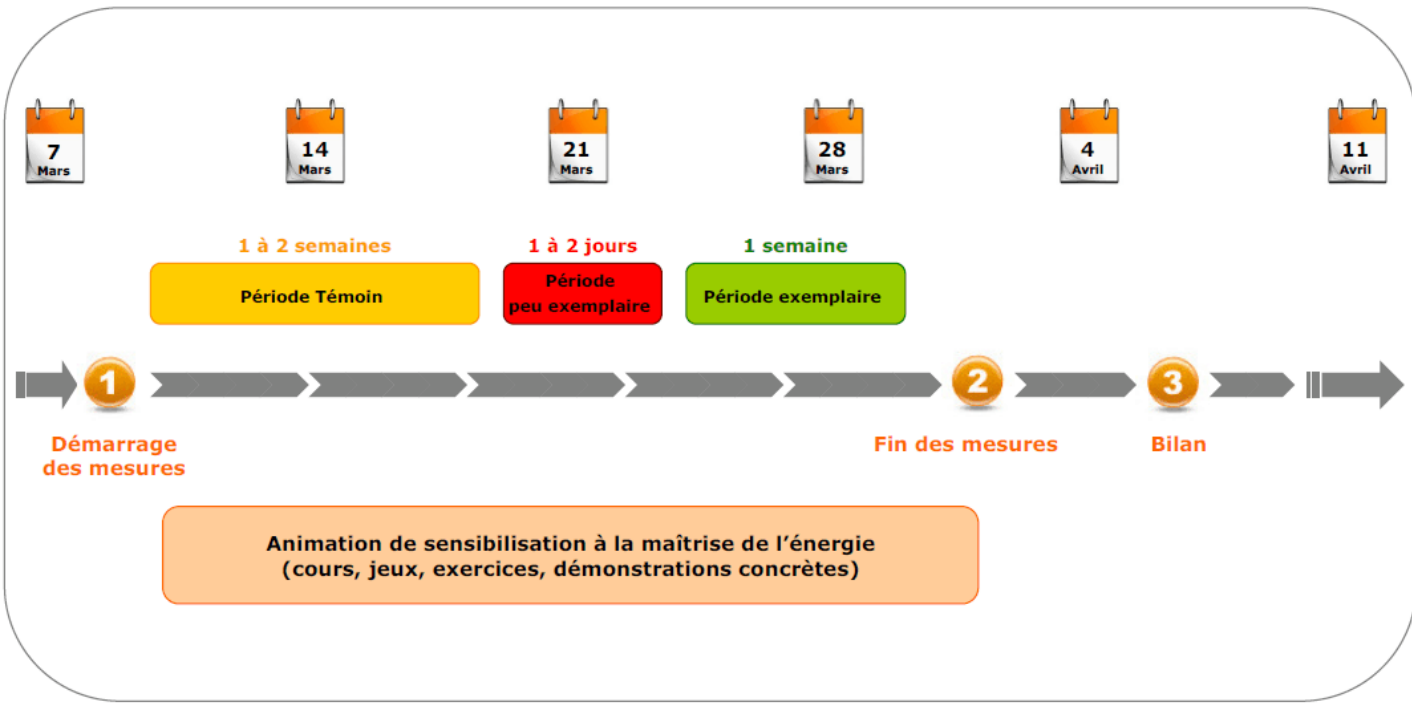 7
Mars
14
Mars
21
Mars
28
Mars
4
Avril
11
Avril
1 à 2 semaines
1 à 2 jours
1 semaine
Période Témoin
Période
peu exemplaire
Période exemplaire
1
2
3
Démarrage
des mesures
Fin des mesures
Bilan
Animation de sensibilisation à la maîtrise de l’énergie
(cours, jeux, exercices, démonstrations concrètes)